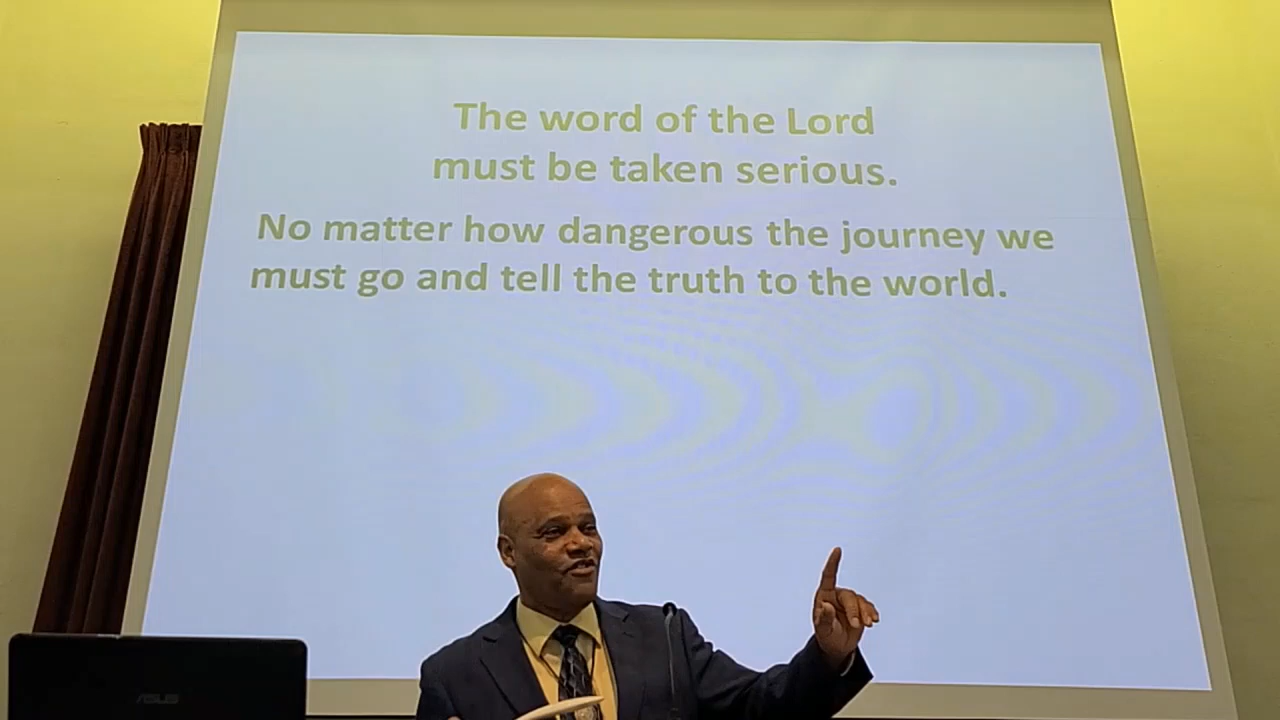 The word of the Lord
must be taken serious.
No matter how dangerous the journey we
must go and tell the truth to the world.
ASUS